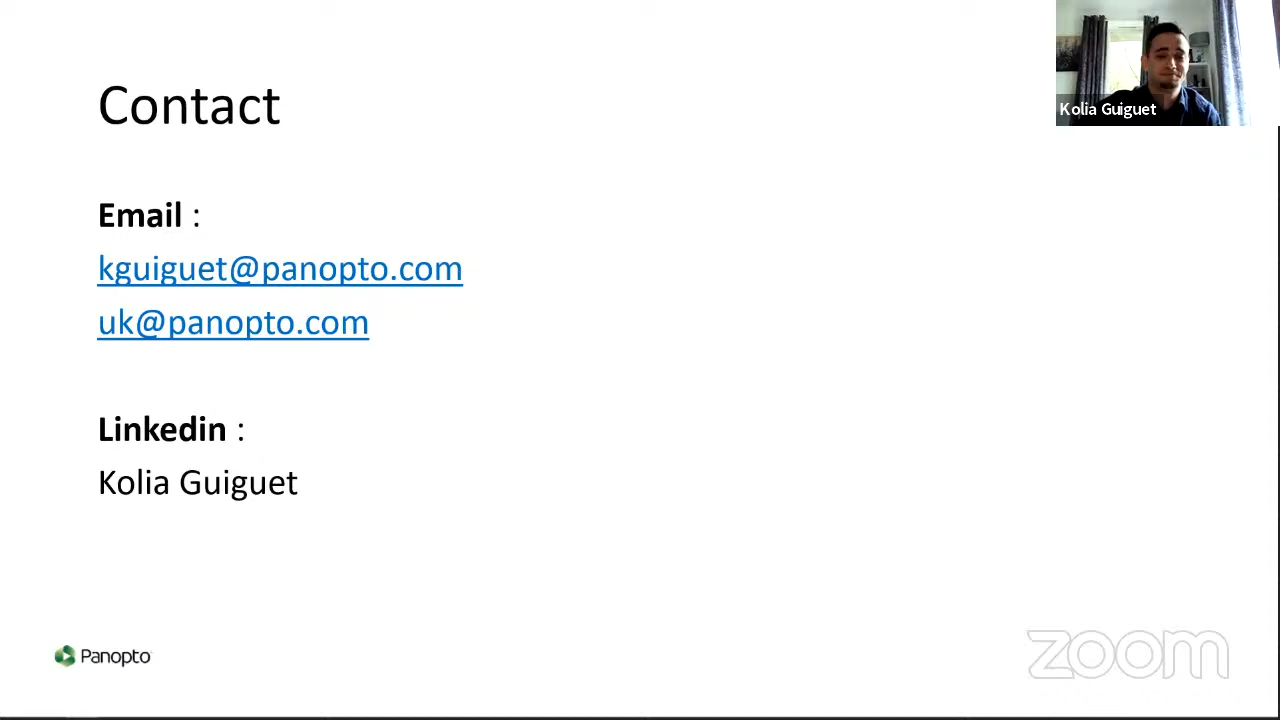 Contact
Kolia Guiguet
Email :
kguiguet@panopto.com
uk@panopto.com
Linkedin :
Kolia Guiguet
Panopto
zoom